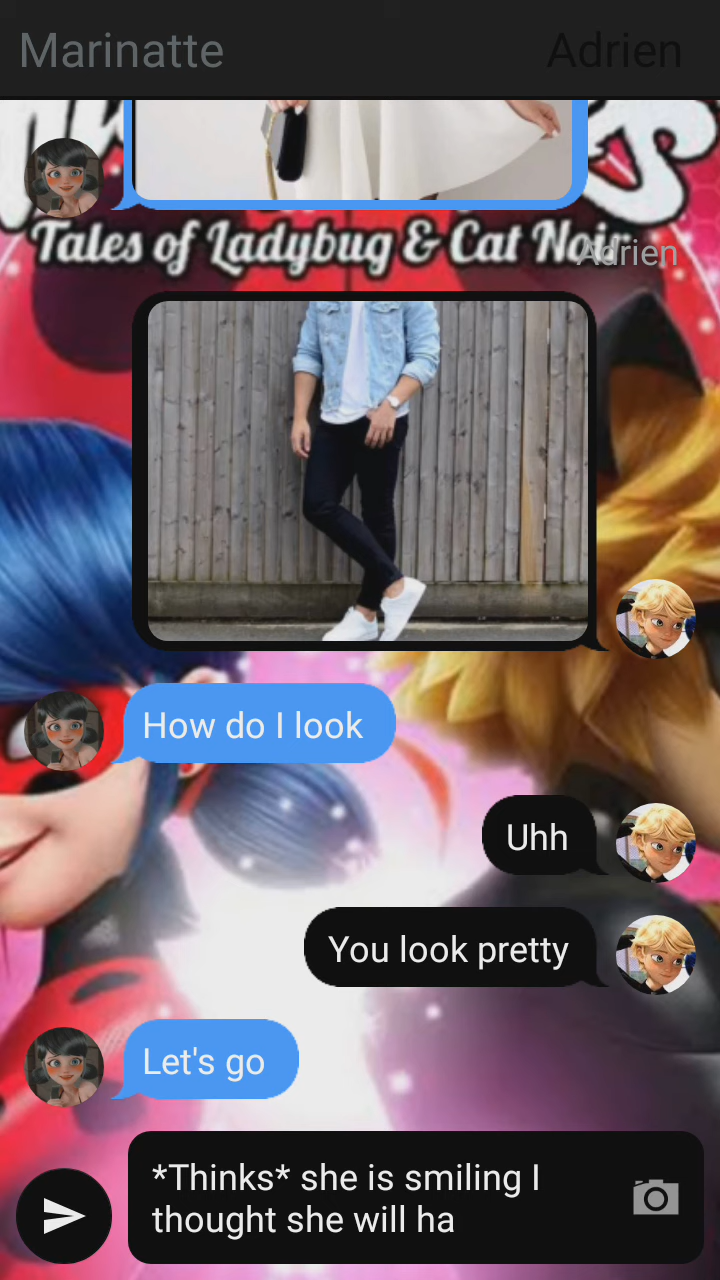 Marinatte Adrien
Tales of Ladybug & Cat Noir
Adrien
How do I look
Uhh
You look pretty
Let's go
*Thinks* she is smiling I
thought she will ha